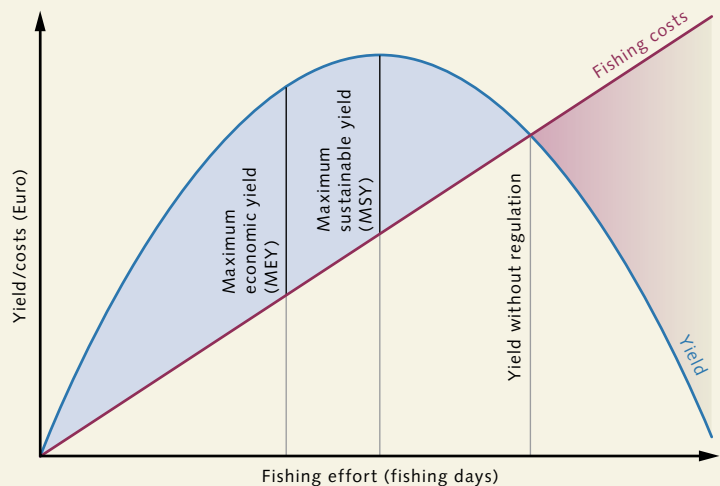 Fishing costs
Yield/costs (Euro)
Maximum
economic yield
(MEY)
Maximum
sustainable yield
(MSY)
Yield without regulation
Yield
Fishing effort (fishing days)